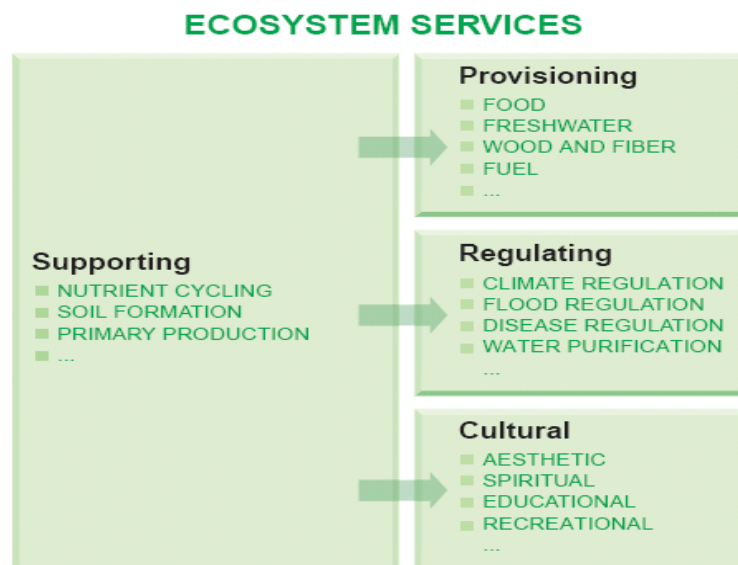 ECOSYSTEM SERVICES
Supporting
NUTRIENT CYCLING
SOIL FORMATION
PRIMARY PRODUCTION
...
Provisioning
FOOD
FRESHWATER
WOOD AND FIBER
FUEL
...
Regulating
CLIMATE REGULATION
FLOOD REGULATION
DISEASE REGULATION
WATER PURIFICATION
...
Cultural
AESTHETIC
SPIRITUAL
EDUCATIONAL
RECREATIONAL
...